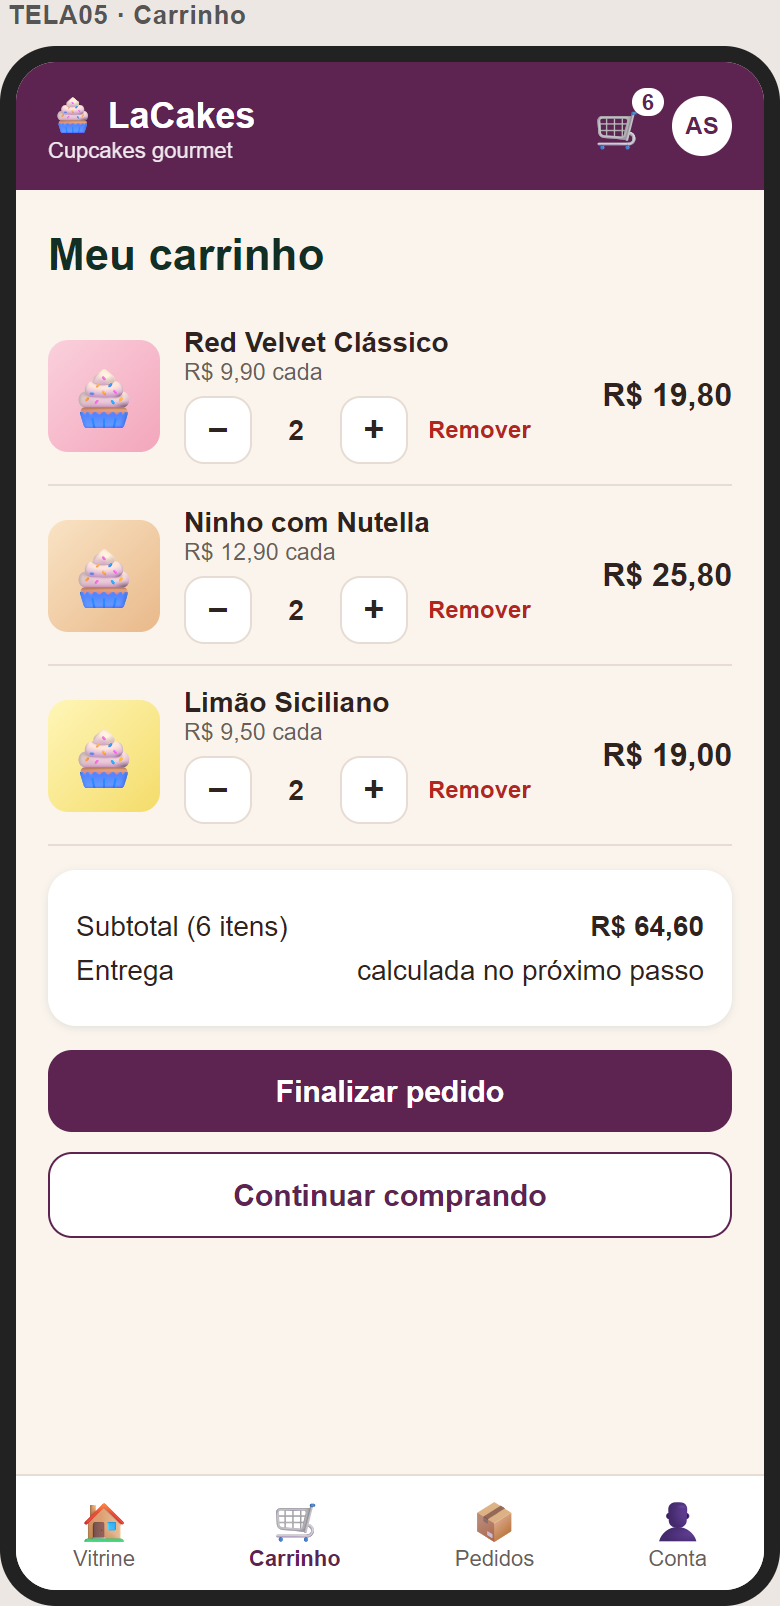 TELA05 · Carrinho
LaCakes
Cupcakes gourmet
6
AS
Meu carrinho
Red Velvet Clássico
R$ 9,90 cada
− 2 + Remover
R$ 19,80
Ninho com Nutella
R$ 12,90 cada
− 2 + Remover
R$ 25,80
Limão Siciliano
R$ 9,50 cada
− 2 + Remover
R$ 19,00
Subtotal (6 itens) R$ 64,60
Entrega calculada no próximo passo
Finalizar pedido
Continuar comprando
Vitrine Carrinho Pedidos Conta